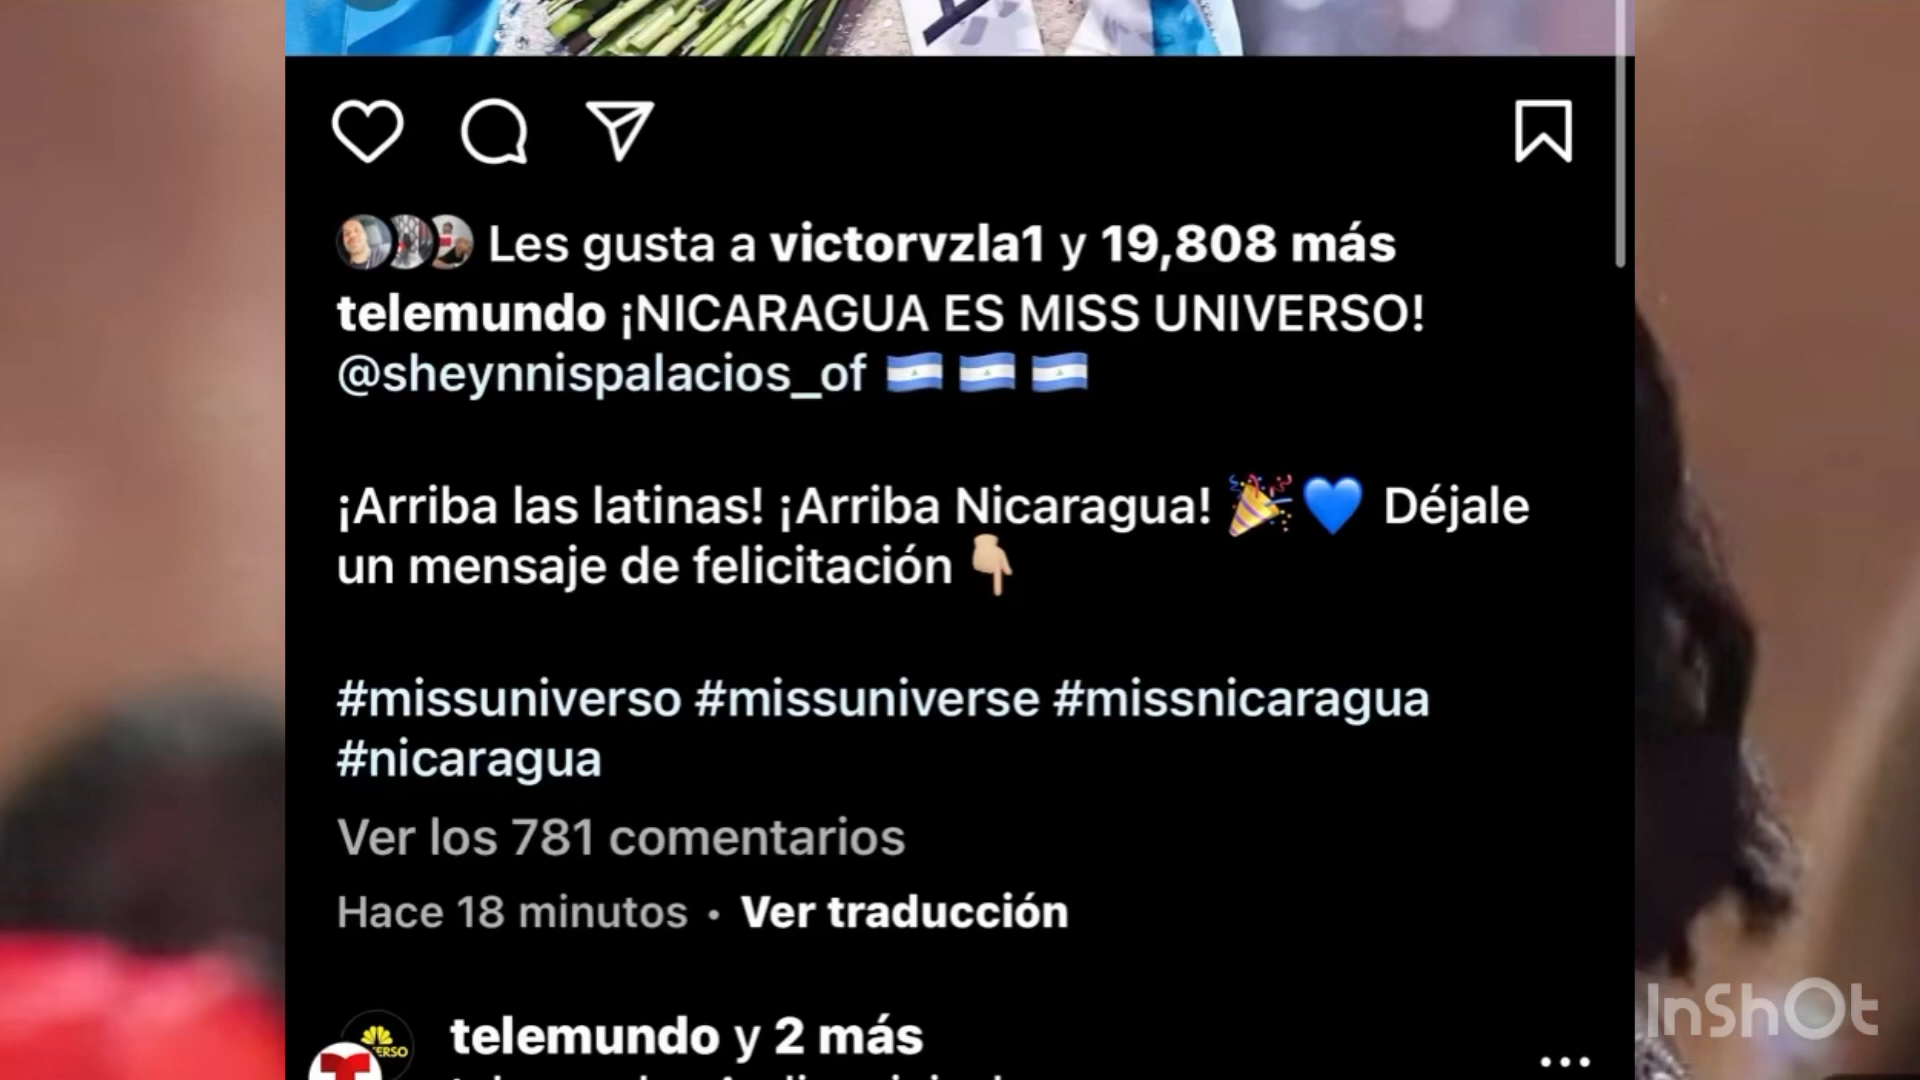 Les gusta a victorvzla1 y 19,808 más
telemundo ¡NICARAGUA ES MISS UNIVERSO!
@sheynnispalacios_of 🇳🇮 🇳🇮 🇳🇮
¡Arriba las latinas! ¡Arriba Nicaragua! 🎉💙 Déjale
un mensaje de felicitación 👇🏼
#missuniverso #missuniverse #missnicaragua
#nicaragua
Ver los 781 comentarios
Hace 18 minutos • Ver traducción
telemundo y 2 más
InShOt